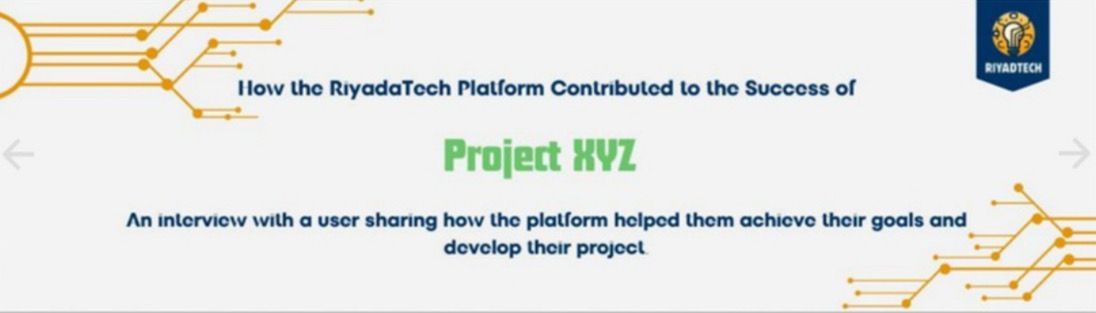 RIYADTECH
How the RiyadaTech Platform Contributed to the Success of
Project XYZ
An interview with a user sharing how the platform helped them achieve their goals and
develop their project.